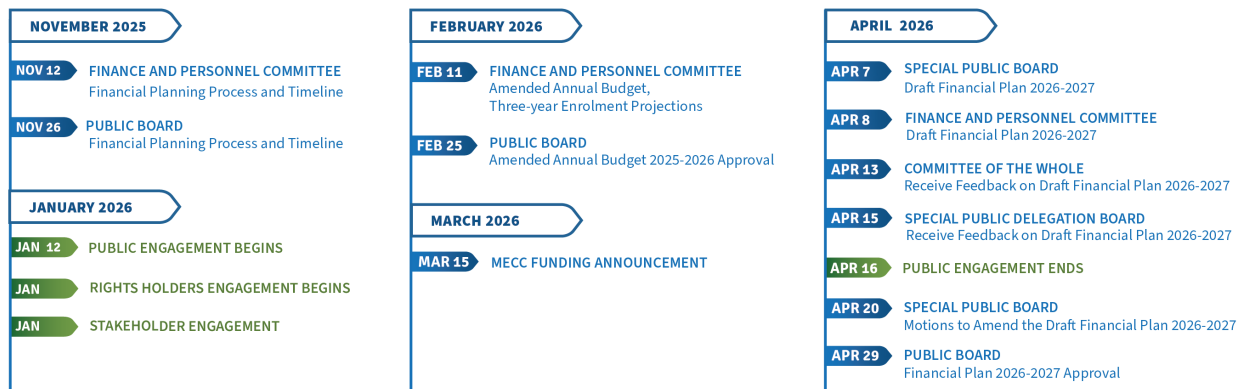 NOVEMBER 2025
NOV 12
FINANCE AND PERSONNEL COMMITTEE
Financial Planning Process and Timeline
NOV 26
PUBLIC BOARD
Financial Planning Process and Timeline
JANUARY 2026
JAN 12
PUBLIC ENGAGEMENT BEGINS
JAN
RIGHTS HOLDERS ENGAGEMENT BEGINS
JAN
STAKEHOLDER ENGAGEMENT
FEBRUARY 2026
FEB 11
FINANCE AND PERSONNEL COMMITTEE
Amended Annual Budget,
Three-year Enrolment Projections
FEB 25
PUBLIC BOARD
Amended Annual Budget 2025-2026 Approval
MARCH 2026
MAR 15
MECC FUNDING ANNOUNCEMENT
APRIL 2026
APR 7
SPECIAL PUBLIC BOARD
Draft Financial Plan 2026-2027
APR 8
FINANCE AND PERSONNEL COMMITTEE
Draft Financial Plan 2026-2027
APR 13
COMMITTEE OF THE WHOLE
Receive Feedback on Draft Financial Plan 2026-2027
APR 15
SPECIAL PUBLIC DELEGATION BOARD
Receive Feedback on Draft Financial Plan 2026-2027
APR 16
PUBLIC ENGAGEMENT ENDS
APR 20
SPECIAL PUBLIC BOARD
Motions to Amend the Draft Financial Plan 2026-2027
APR 29
PUBLIC BOARD
Financial Plan 2026-2027 Approval